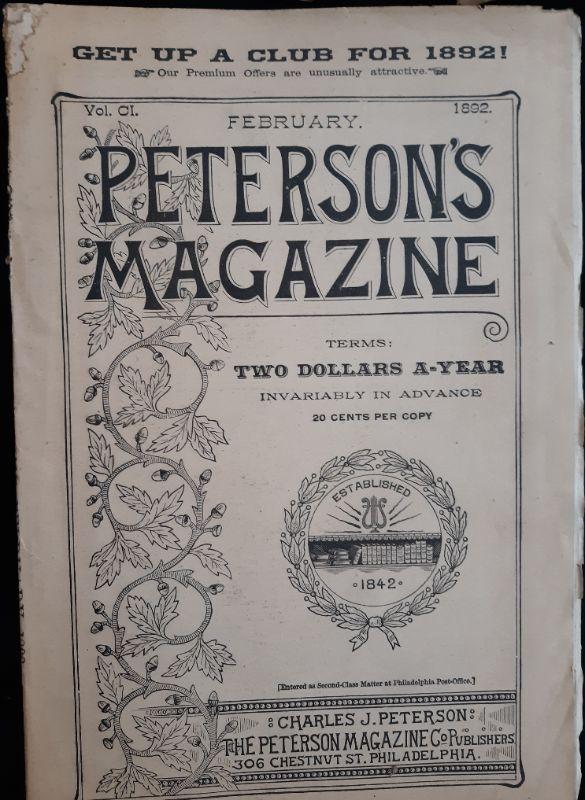 GET UP A CLUB FOR 1892!
Our Premium Offers are unusually attractive.
Vol. CI.
1892.
FEBRUARY.
PETERSON'S
MAGAZINE
TERMS:
TWO DOLLARS A-YEAR
INVARIABLY IN ADVANCE
20 CENTS PER COPY
ESTABLISHED
1842
[Entered as Second-Class Matter at Philadelphia Post-Office.]
CHARLES J. PETERSON:
THE PETERSON MAGAZINE Co PUBLISHERS
306 CHESTNUT ST. PHILADELPHIA.